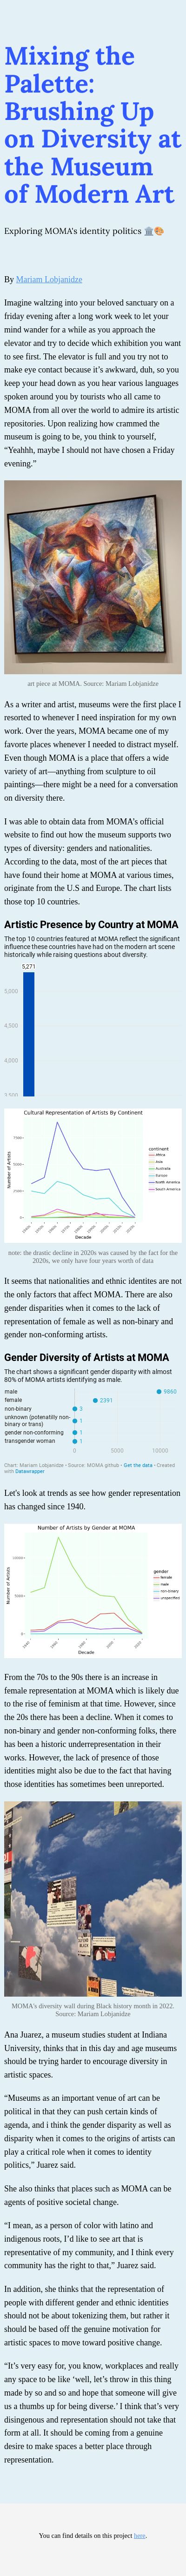 Mixing the
Palette:
Brushing Up
on Diversity at
the Museum
of Modern Art
Exploring MOMA's identity politics 🏛️🎨
By Mariam Lobjanidze
Imagine waltzing into your beloved sanctuary on a
friday evening after a long work week to let your
mind wander for a while as you approach the
elevator and try to decide which exhibition you want
to see first. The elevator is full and you try not to
make eye contact because it’s awkward, duh, so you
keep your head down as you hear various languages
spoken around you by tourists who all came to
MOMA from all over the world to admire its artistic
repositories. Upon realizing how crammed the
museum is going to be, you think to yourself,
“Yeahhh, maybe I should not have chosen a Friday
evening.”
art piece at MOMA. Source: Mariam Lobjanidze
As a writer and artist, museums were the first place I
resorted to whenever I need inspiration for my own
work. Over the years, MOMA became one of my
favorite places whenever I needed to distract myself.
Even though MOMA is a place that offers a wide
variety of art—anything from sculpture to oil
paintings—there might be a need for a conversation
on diversity there.
I was able to obtain data from MOMA’s official
website to find out how the museum supports two
types of diversity: genders and nationalities.
According to the data, most of the art pieces that
have found their home at MOMA at various times,
originate from the U.S and Europe. The chart lists
those top 10 countries.
Artistic Presence by Country at MOMA
The top 10 countries featured at MOMA reflect the significant
influence these countries have had on the modern art scene
historically while raising questions about diversity.
5,271
5,000
4,500
4,000
3,500
Cultural Representation of Artists By Continent
Number of Artists
7500
5000
2500
0
Decade
continent
Africa
Asia
Australia
Europe
North America
South America
note: the drastic decline in 2020s was caused by the fact for the
2020s, we only have four years worth of data
It seems that nationalities and ethnic identites are not
the only factors that affect MOMA. There are also
gender disparities when it comes to the lack of
presentation of female as well as non-binary and
gender non-conforming artists.
Gender Diversity of Artists at MOMA
The chart shows a significant gender disparity with almost
80% of MOMA artists identifying as male.
male 9860
female 2391
non-binary 3
unknown (potenatilly non-
binary or trans) 1
gender non-conforming 1
transgender woman 1
0 5000 10000
Chart: Mariam Lobjanidze • Source: MOMA github • Get the data • Created
with Datawrapper
Let's look at trends as see how gender representation
has changed since 1940.
Number of Artists by Gender at MOMA
Number of Artists
10000
5000
0
Decade
gender
female
male
non-binary
unspecified
From the 70s to the 90s there is an increase in
female representation at MOMA which is likely due
to the rise of feminism at that time. However, since
the 20s there has been a decline. When it comes to
non-binary and gender non-conforming folks, there
has been a historic underrepresentation in their
works. However, the lack of presence of those
identities might also be due to the fact that having
those identities has sometimes been unreported.
MOMA's diversity wall during Black history month in 2022.
Source: Mariam Lobjanidze
Ana Juarez, a museum studies student at Indiana
University, thinks that in this day and age museums
should be trying harder to encourage diversity in
artistic spaces.
“Museums as an important venue of art can be
political in that they can push certain kinds of
agenda, and i think the gender disparity as well as
disparity when it comes to the origins of artists can
play a critical role when it comes to identity
politics,” Juarez said.
She also thinks that places such as MOMA can be
agents of positive societal change.
“I mean, as a person of color with latino and
indigenous roots, I’d like to see art that is
representative of my community, and I think every
community has the right to that,” Juarez said.
In addition, she thinks that the representation of
people with different gender and ethnic identities
should not be about tokenizing them, but rather it
should be based off the genuine motivation for
artistic spaces to move toward positive change.
“It’s very easy for, you know, workplaces and really
any space to be like ‘well, let’s throw in this thing
made by so and so and hope that someone will give
us a thumbs up for being diverse.’ I think that’s very
disingenous and representation should not take that
form at all. It should be coming from a genuine
desire to make spaces a better place through
representation.
You can find details on this project here.